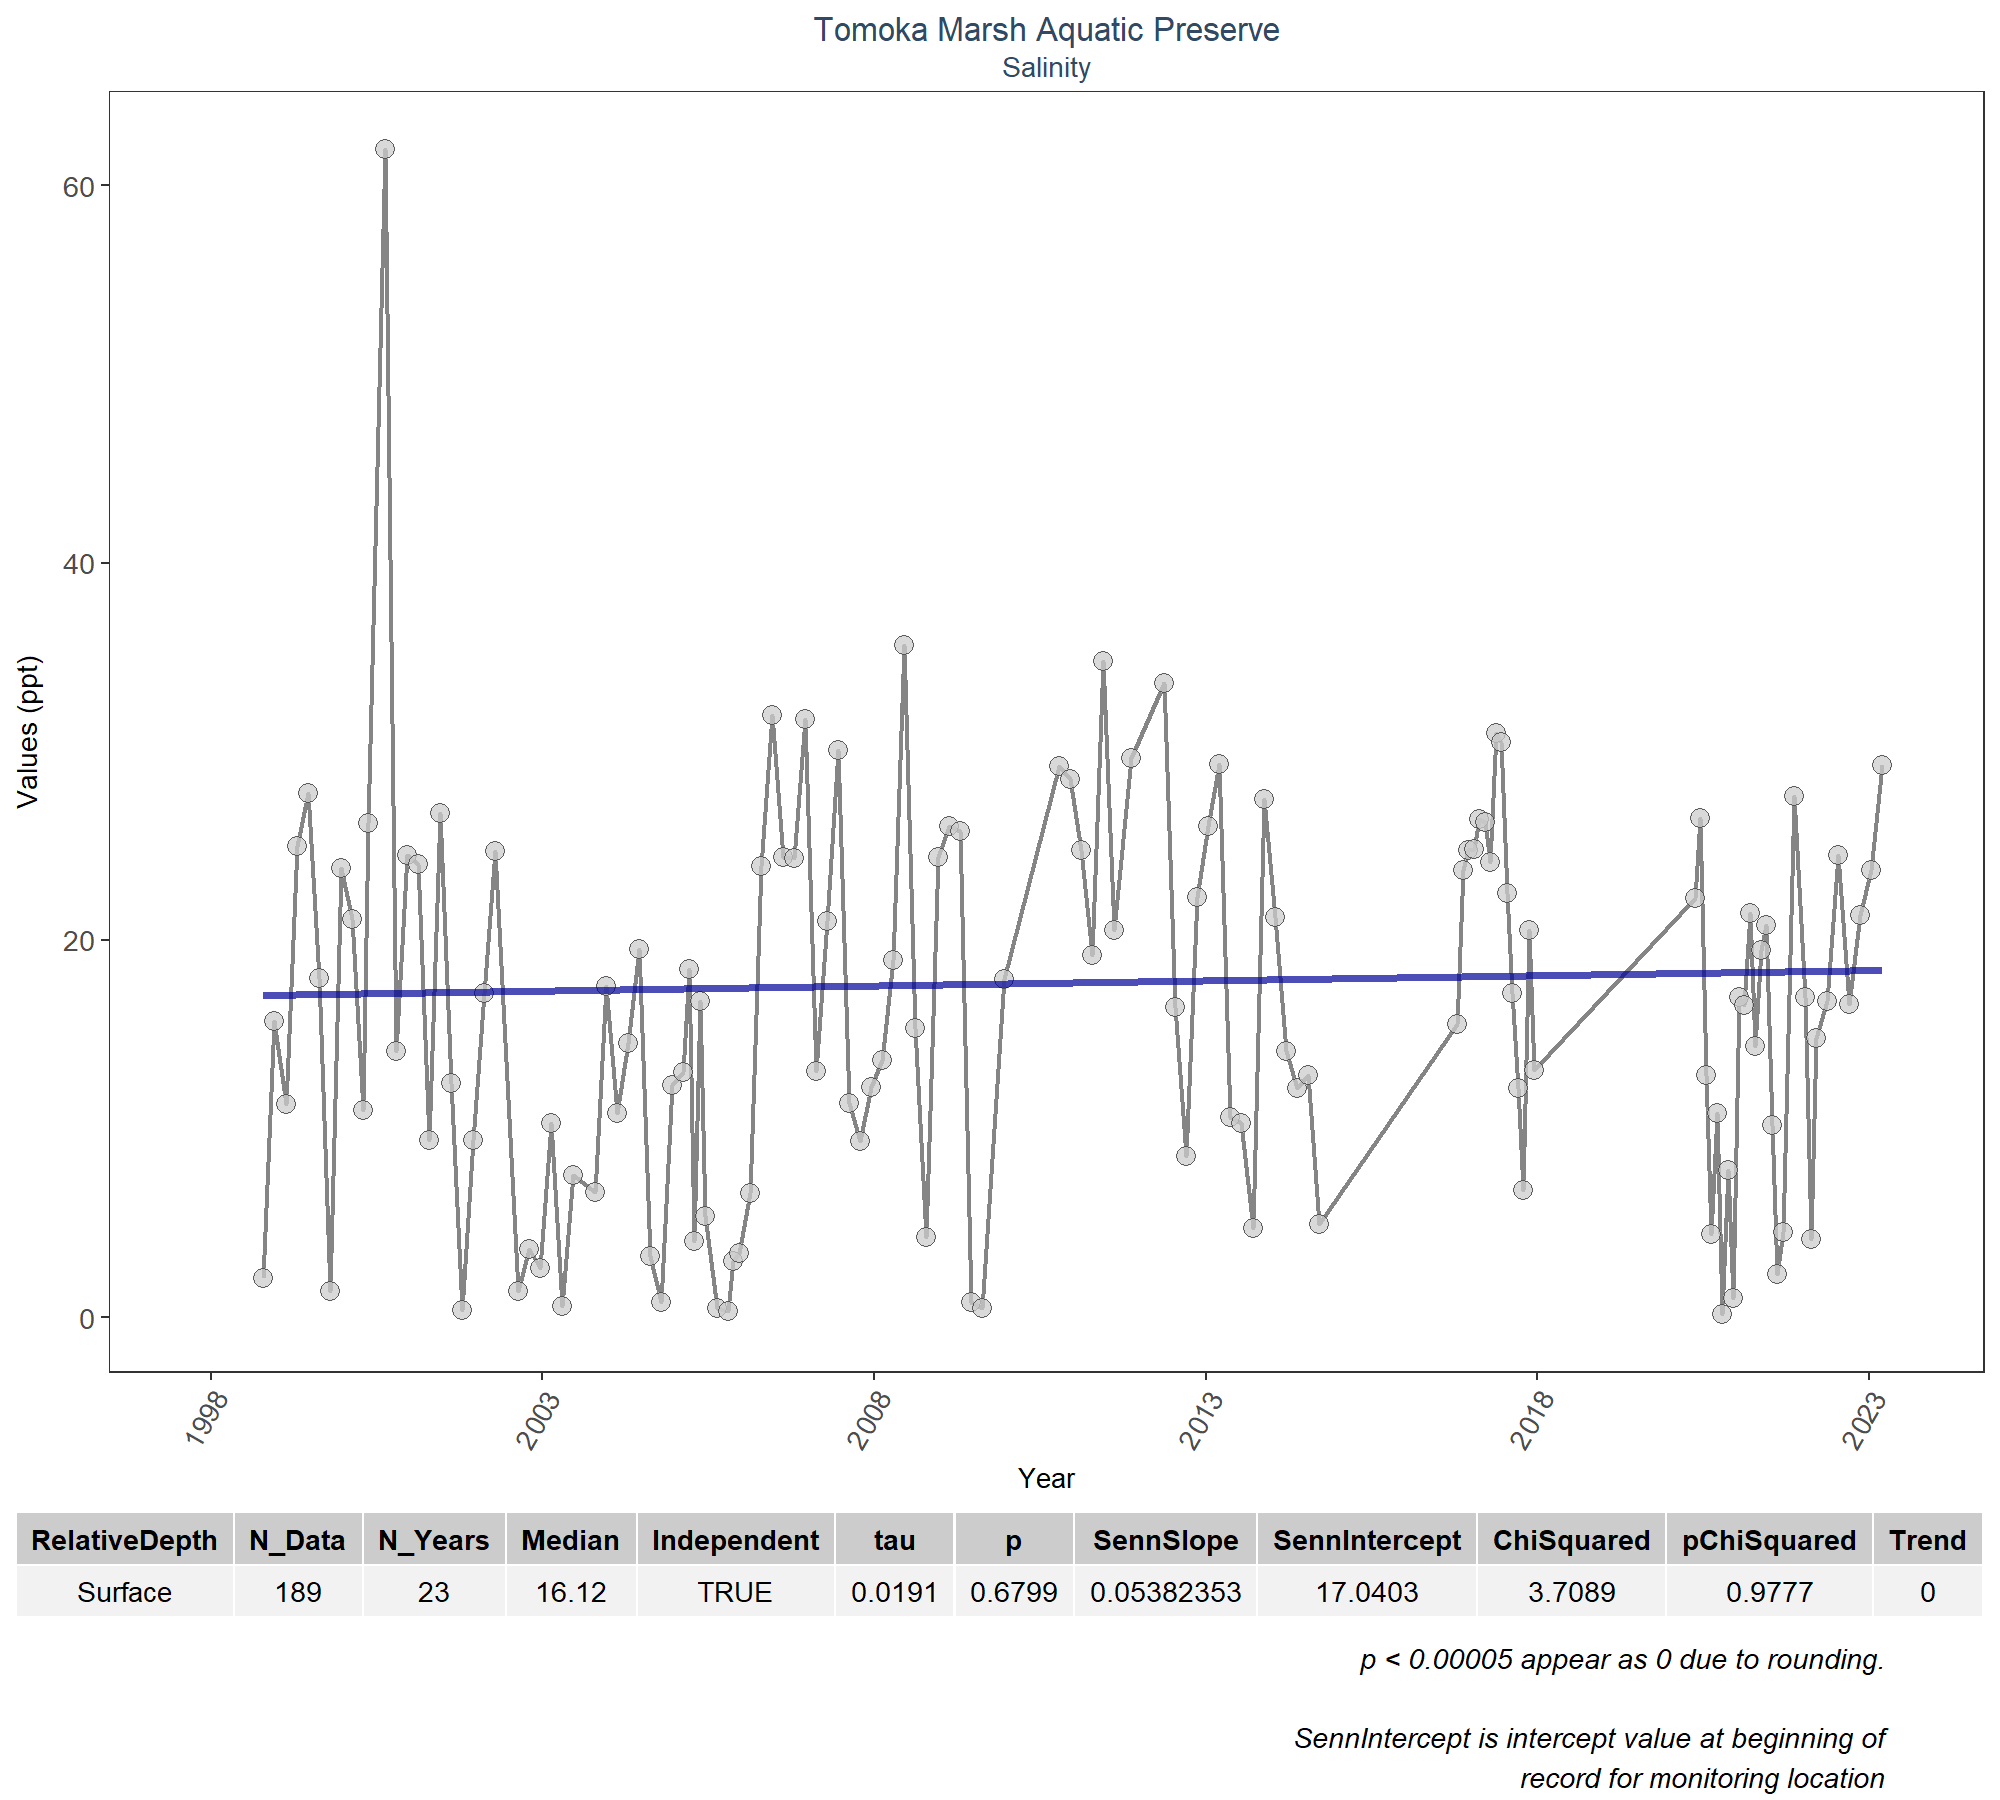 Tomoka Marsh Aquatic Preserve
Salinity
Values (ppt)
60
40
20
0
1998
2003
2008
2013
2018
2023
Year
RelativeDepth N_Data N_Years Median Independent tau p SennSlope SennIntercept ChiSquared pChiSquared Trend
Surface 189 23 16.12 TRUE 0.0191 0.6799 0.05382353 17.0403 3.7089 0.9777 0
p < 0.00005 appear as 0 due to rounding.
SennIntercept is intercept value at beginning of
record for monitoring location